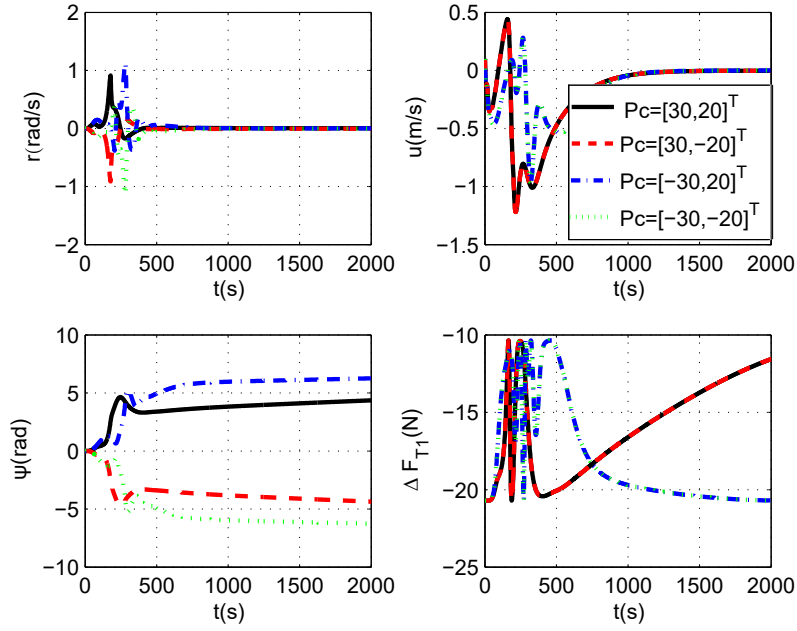 2
1
0
−1
−2
r(rad/s)
0 500 1000 1500 2000
t(s)
0.5
0
−0.5
−1
−1.5
u(m/s)
0 500 1000 1500 2000
t(s)
Pc=[30,20]T
Pc=[30,−20]T
Pc=[−30,20]T
Pc=[−30,−20]T
10
5
0
−5
−10
ψ(rad)
0 500 1000 1500 2000
t(s)
−10
−15
−20
−25
Δ FT1(N)
0 500 1000 1500 2000
t(s)